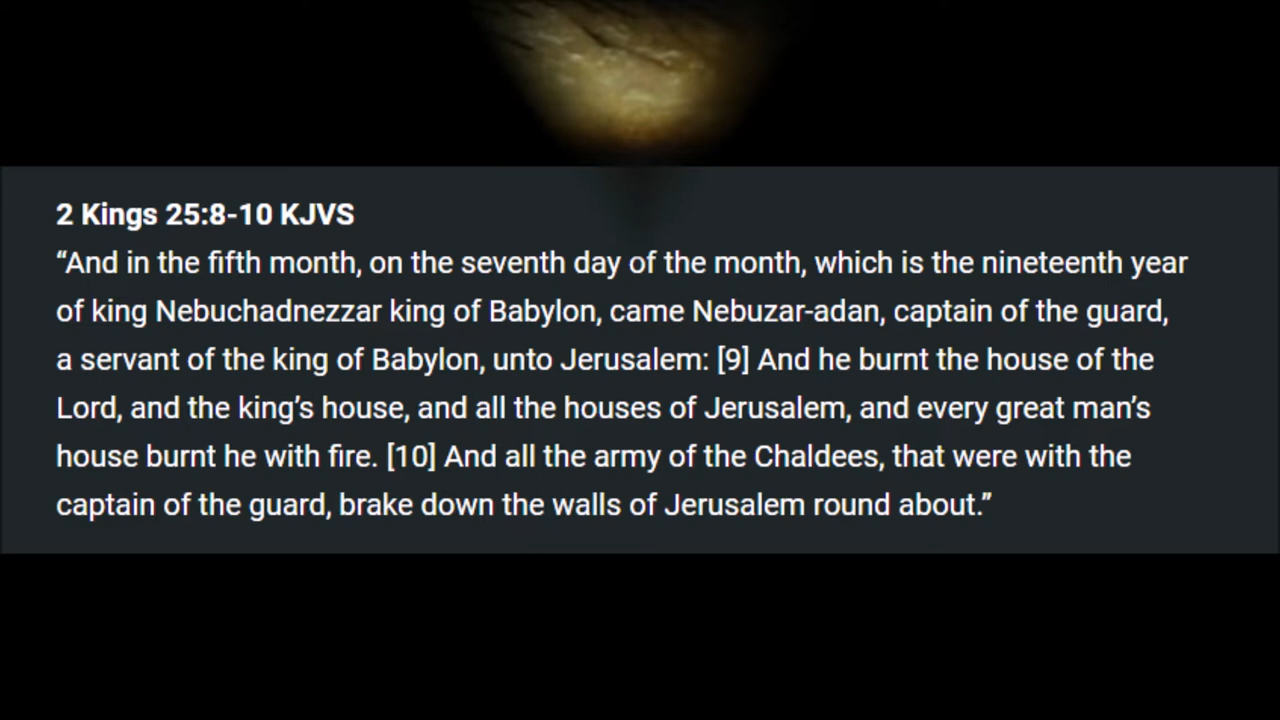 2 Kings 25:8-10 KJVS
“And in the fifth month, on the seventh day of the month, which is the nineteenth year
of king Nebuchadnezzar king of Babylon, came Nebuzar-adan, captain of the guard,
a servant of the king of Babylon, unto Jerusalem: [9] And he burnt the house of the
Lord, and the king’s house, and all the houses of Jerusalem, and every great man’s
house burnt he with fire. [10] And all the army of the Chaldees, that were with the
captain of the guard, brake down the walls of Jerusalem round about.”